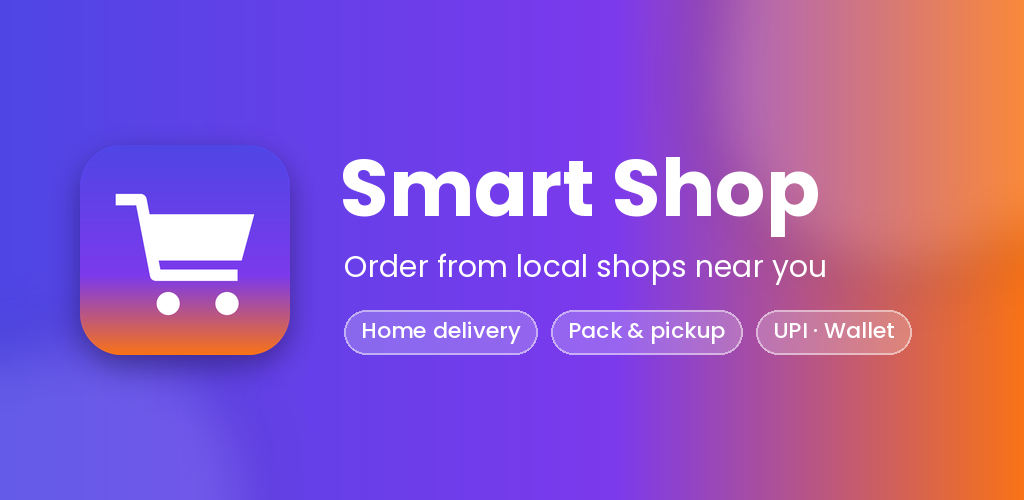 Smart Shop
Order from local shops near you
Home delivery
Pack & pickup
UPI · Wallet